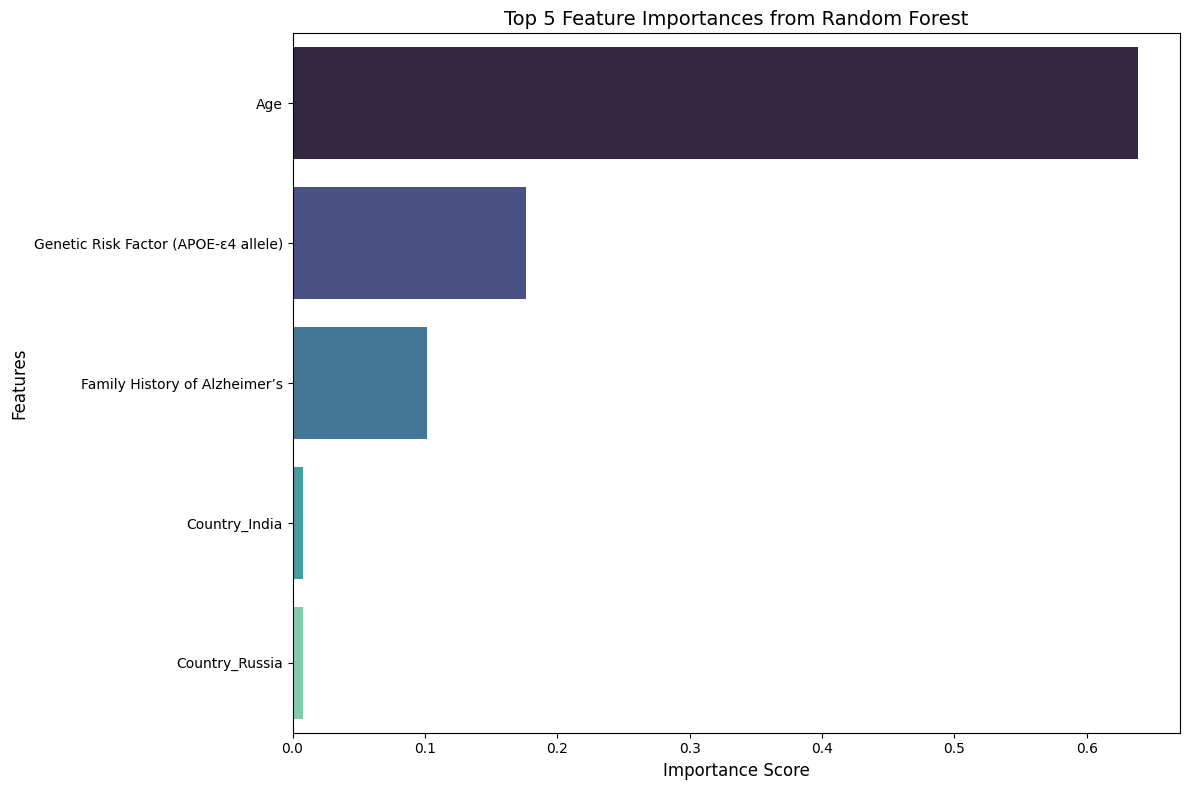 Top 5 Feature Importances from Random Forest
Features
Age
Genetic Risk Factor (APOE-ε4 allele)
Family History of Alzheimer’s
Country_India
Country_Russia
0.0 0.1 0.2 0.3 0.4 0.5 0.6
Importance Score